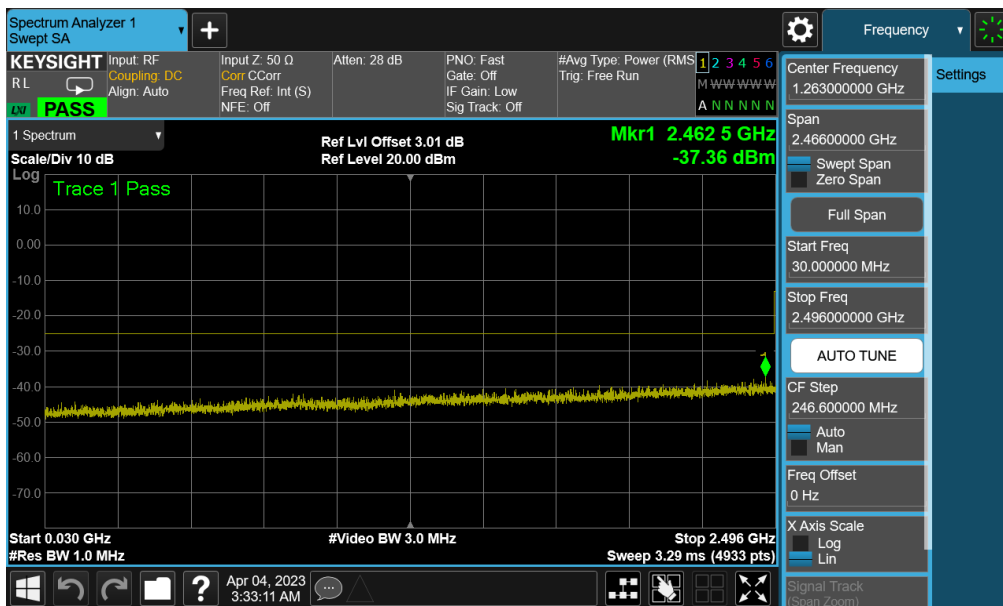 Spectrum Analyzer 1
Swept SA
Frequency
KEYSIGHT
RL
LXI
PASS
Input: RF
Coupling: DC
Align: Auto
Input Z: 50 Ω
Corr CCorr
Freq Ref: Int (S)
NFE: Off
Atten: 28 dB
PNO: Fast
Gate: Off
IF Gain: Low
Sig Track: Off
#Avg Type: Power (RMS
Trig: Free Run
1 2 3 4 5 6
M W W W W W
A N N N N N
1 Spectrum
Scale/Div 10 dB
Ref Lvl Offset 3.01 dB
Ref Level 20.00 dBm
Mkr1 2.462 5 GHz
-37.36 dBm
Log
Trace 1 Pass
10.0
0.00
-10.0
-20.0
-30.0
1
-40.0
-50.0
-60.0
-70.0
Start 0.030 GHz
#Res BW 1.0 MHz
#Video BW 3.0 MHz
Stop 2.496 GHz
Sweep 3.29 ms (4933 pts)
Center Frequency
1.263000000 GHz
Span
2.46600000 GHz
Swept Span
Zero Span
Full Span
Start Freq
30.000000 MHz
Stop Freq
2.496000000 GHz
AUTO TUNE
CF Step
246.600000 MHz
Auto
Man
Freq Offset
0 Hz
X Axis Scale
Log
Lin
Signal Track
(Span Zoom)
Settings
?
Apr 04, 2023
3:33:11 AM